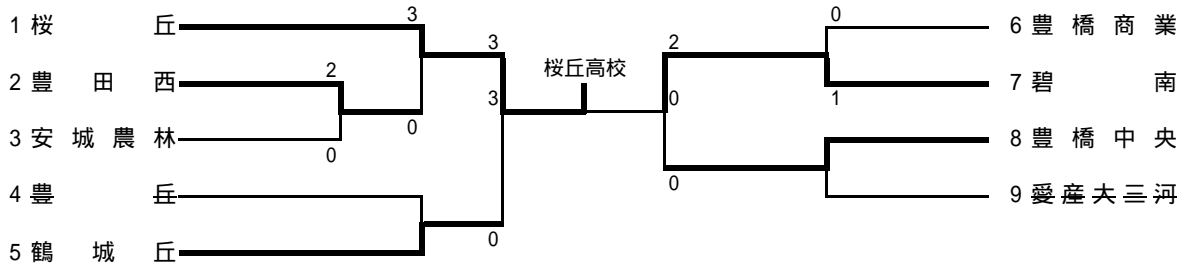 1 桜 丘
3
3
桜丘高校
2
0
6 豊 橋 商 業
2 豊 田 西
2
3
0
1
7 碧 南
3 安 城 農 林
0
0
8 豊 橋 中 央
4 豊 丘
0
9 愛 産 大 三 河
5 鶴 城 丘
0